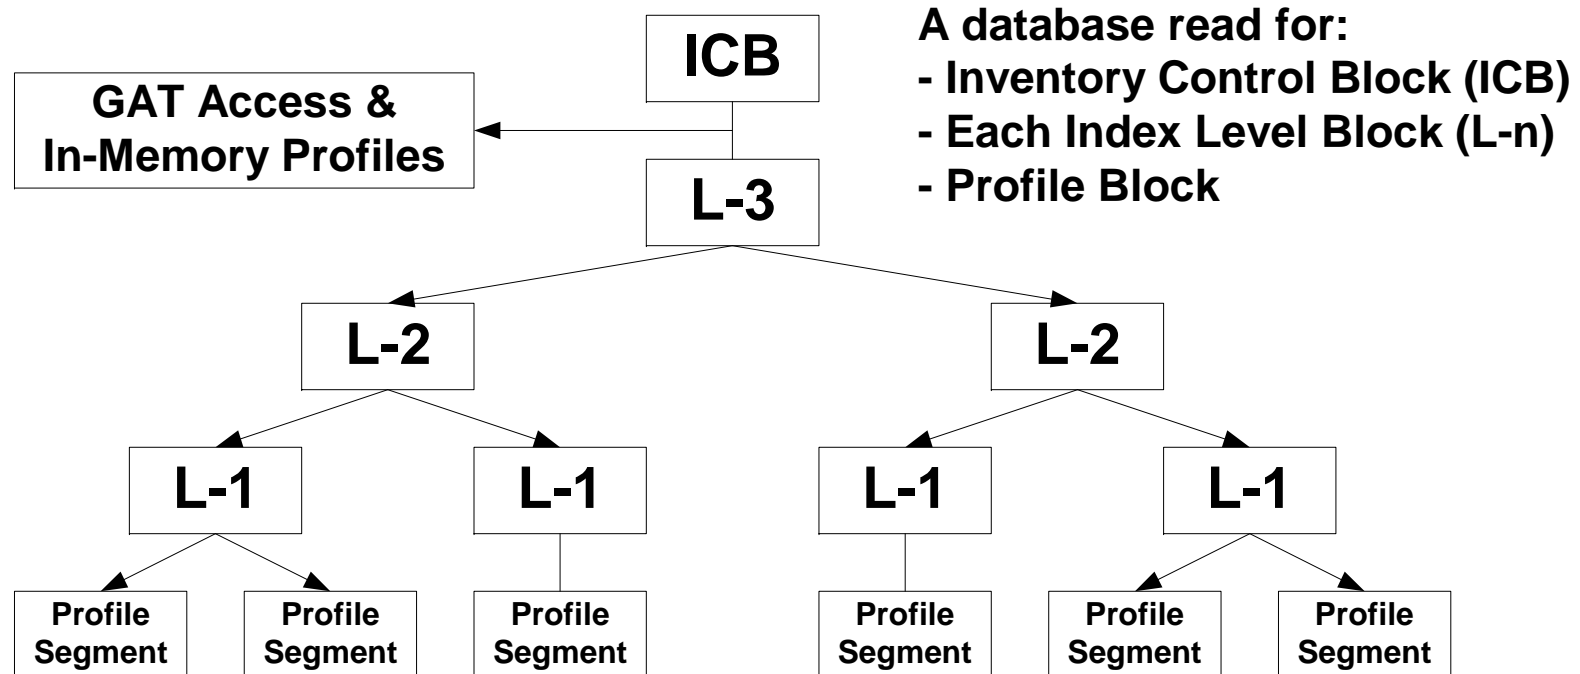 ICB
A database read for:
- Inventory Control Block (ICB)
- Each Index Level Block (L-n)
- Profile Block
GAT Access &
In-Memory Profiles
L-3
L-2
L-2
L-1
L-1
L-1
L-1
Profile
Segment
Profile
Segment
Profile
Segment
Profile
Segment
Profile
Segment
Profile
Segment